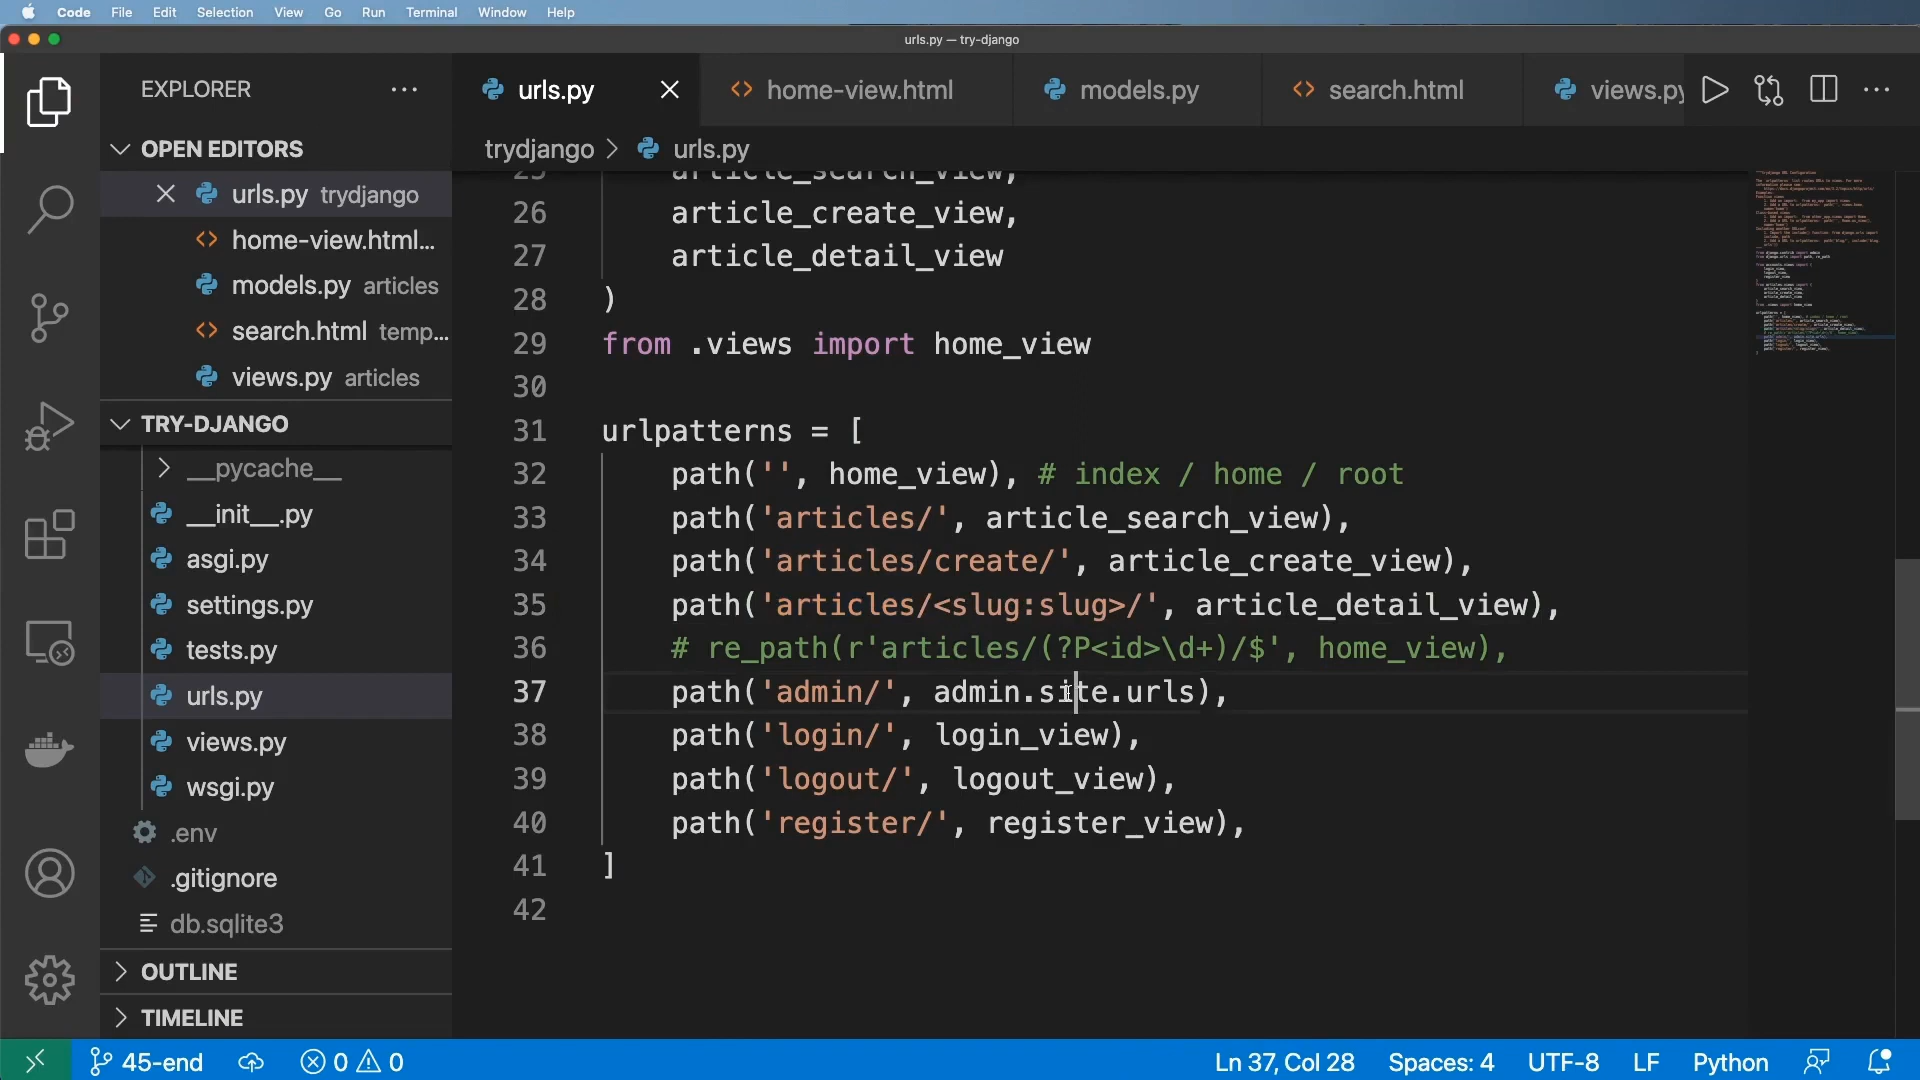 Code File Edit Selection View Go Run Terminal Window Help
urls.py — try-django
EXPLORER
OPEN EDITORS
urls.py trydjango
home-view.html...
models.py articles
search.html temp...
views.py articles
TRY-DJANGO
__pycache__
__init__.py
asgi.py
settings.py
tests.py
urls.py
views.py
wsgi.py
.env
.gitignore
db.sqlite3
OUTLINE
TIMELINE
urls.py home-view.html models.py search.html views.py
trydjango > urls.py
25 article_search_view,
26 article_create_view,
27 article_detail_view
28 )
29 from .views import home_view
30
31 urlpatterns = [
32 path('', home_view), # index / home / root
33 path('articles/', article_search_view),
34 path('articles/create/', article_create_view),
35 path('articles/<slug:slug>/', article_detail_view),
36 # re_path(r'articles/(?P<id>\d+)/$', home_view),
37 path('admin/', admin.site.urls),
38 path('login/', login_view),
39 path('logout/', logout_view),
40 path('register/', register_view),
41 ]
42
45-end 0 0 Ln 37, Col 28 Spaces: 4 UTF-8 LF Python